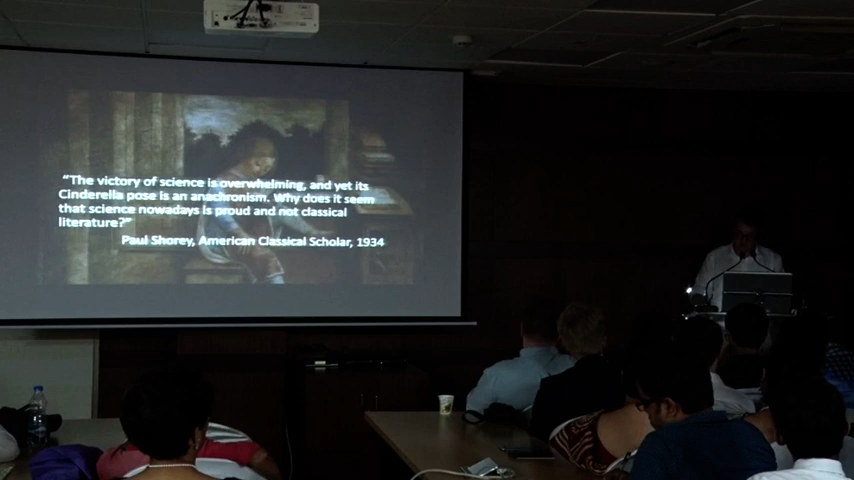 "The victory of science is overwhelming, and yet its
Cinderella pose is an anachronism. Why does it seem
that science nowadays is proud and not classical
literature?"
Paul Shorey, American Classical Scholar, 1934